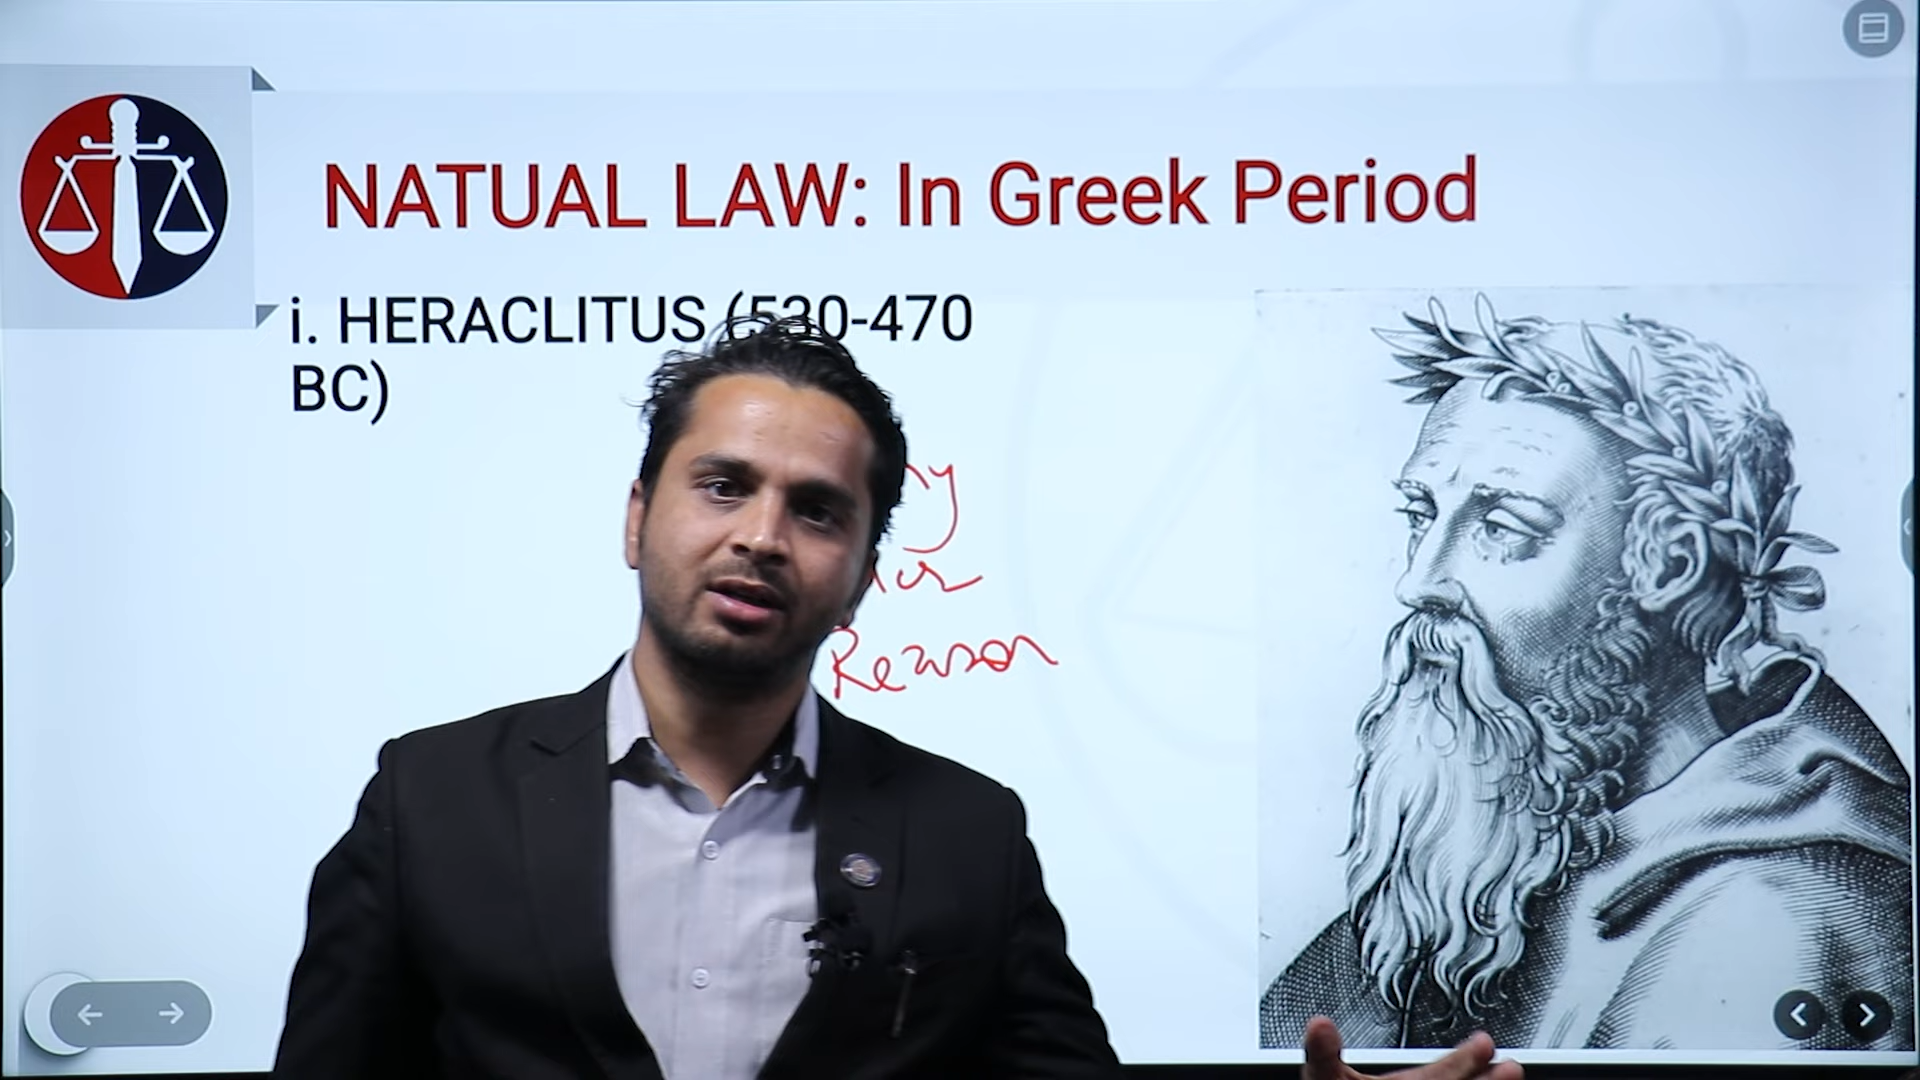 NATUAL LAW: In Greek Period
i. HERACLITUS (530-470
BC)
Reason